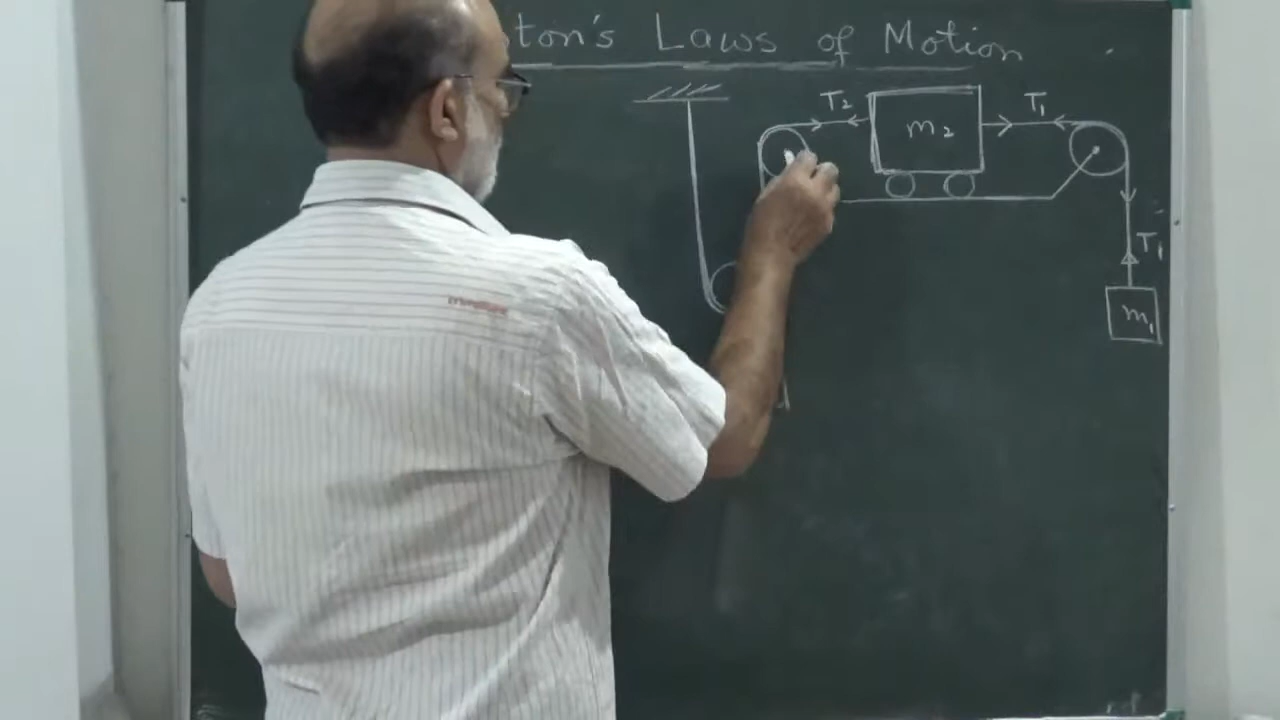 ton's Laws of Motion
T₂ m₂ T₁
T₁
m₁